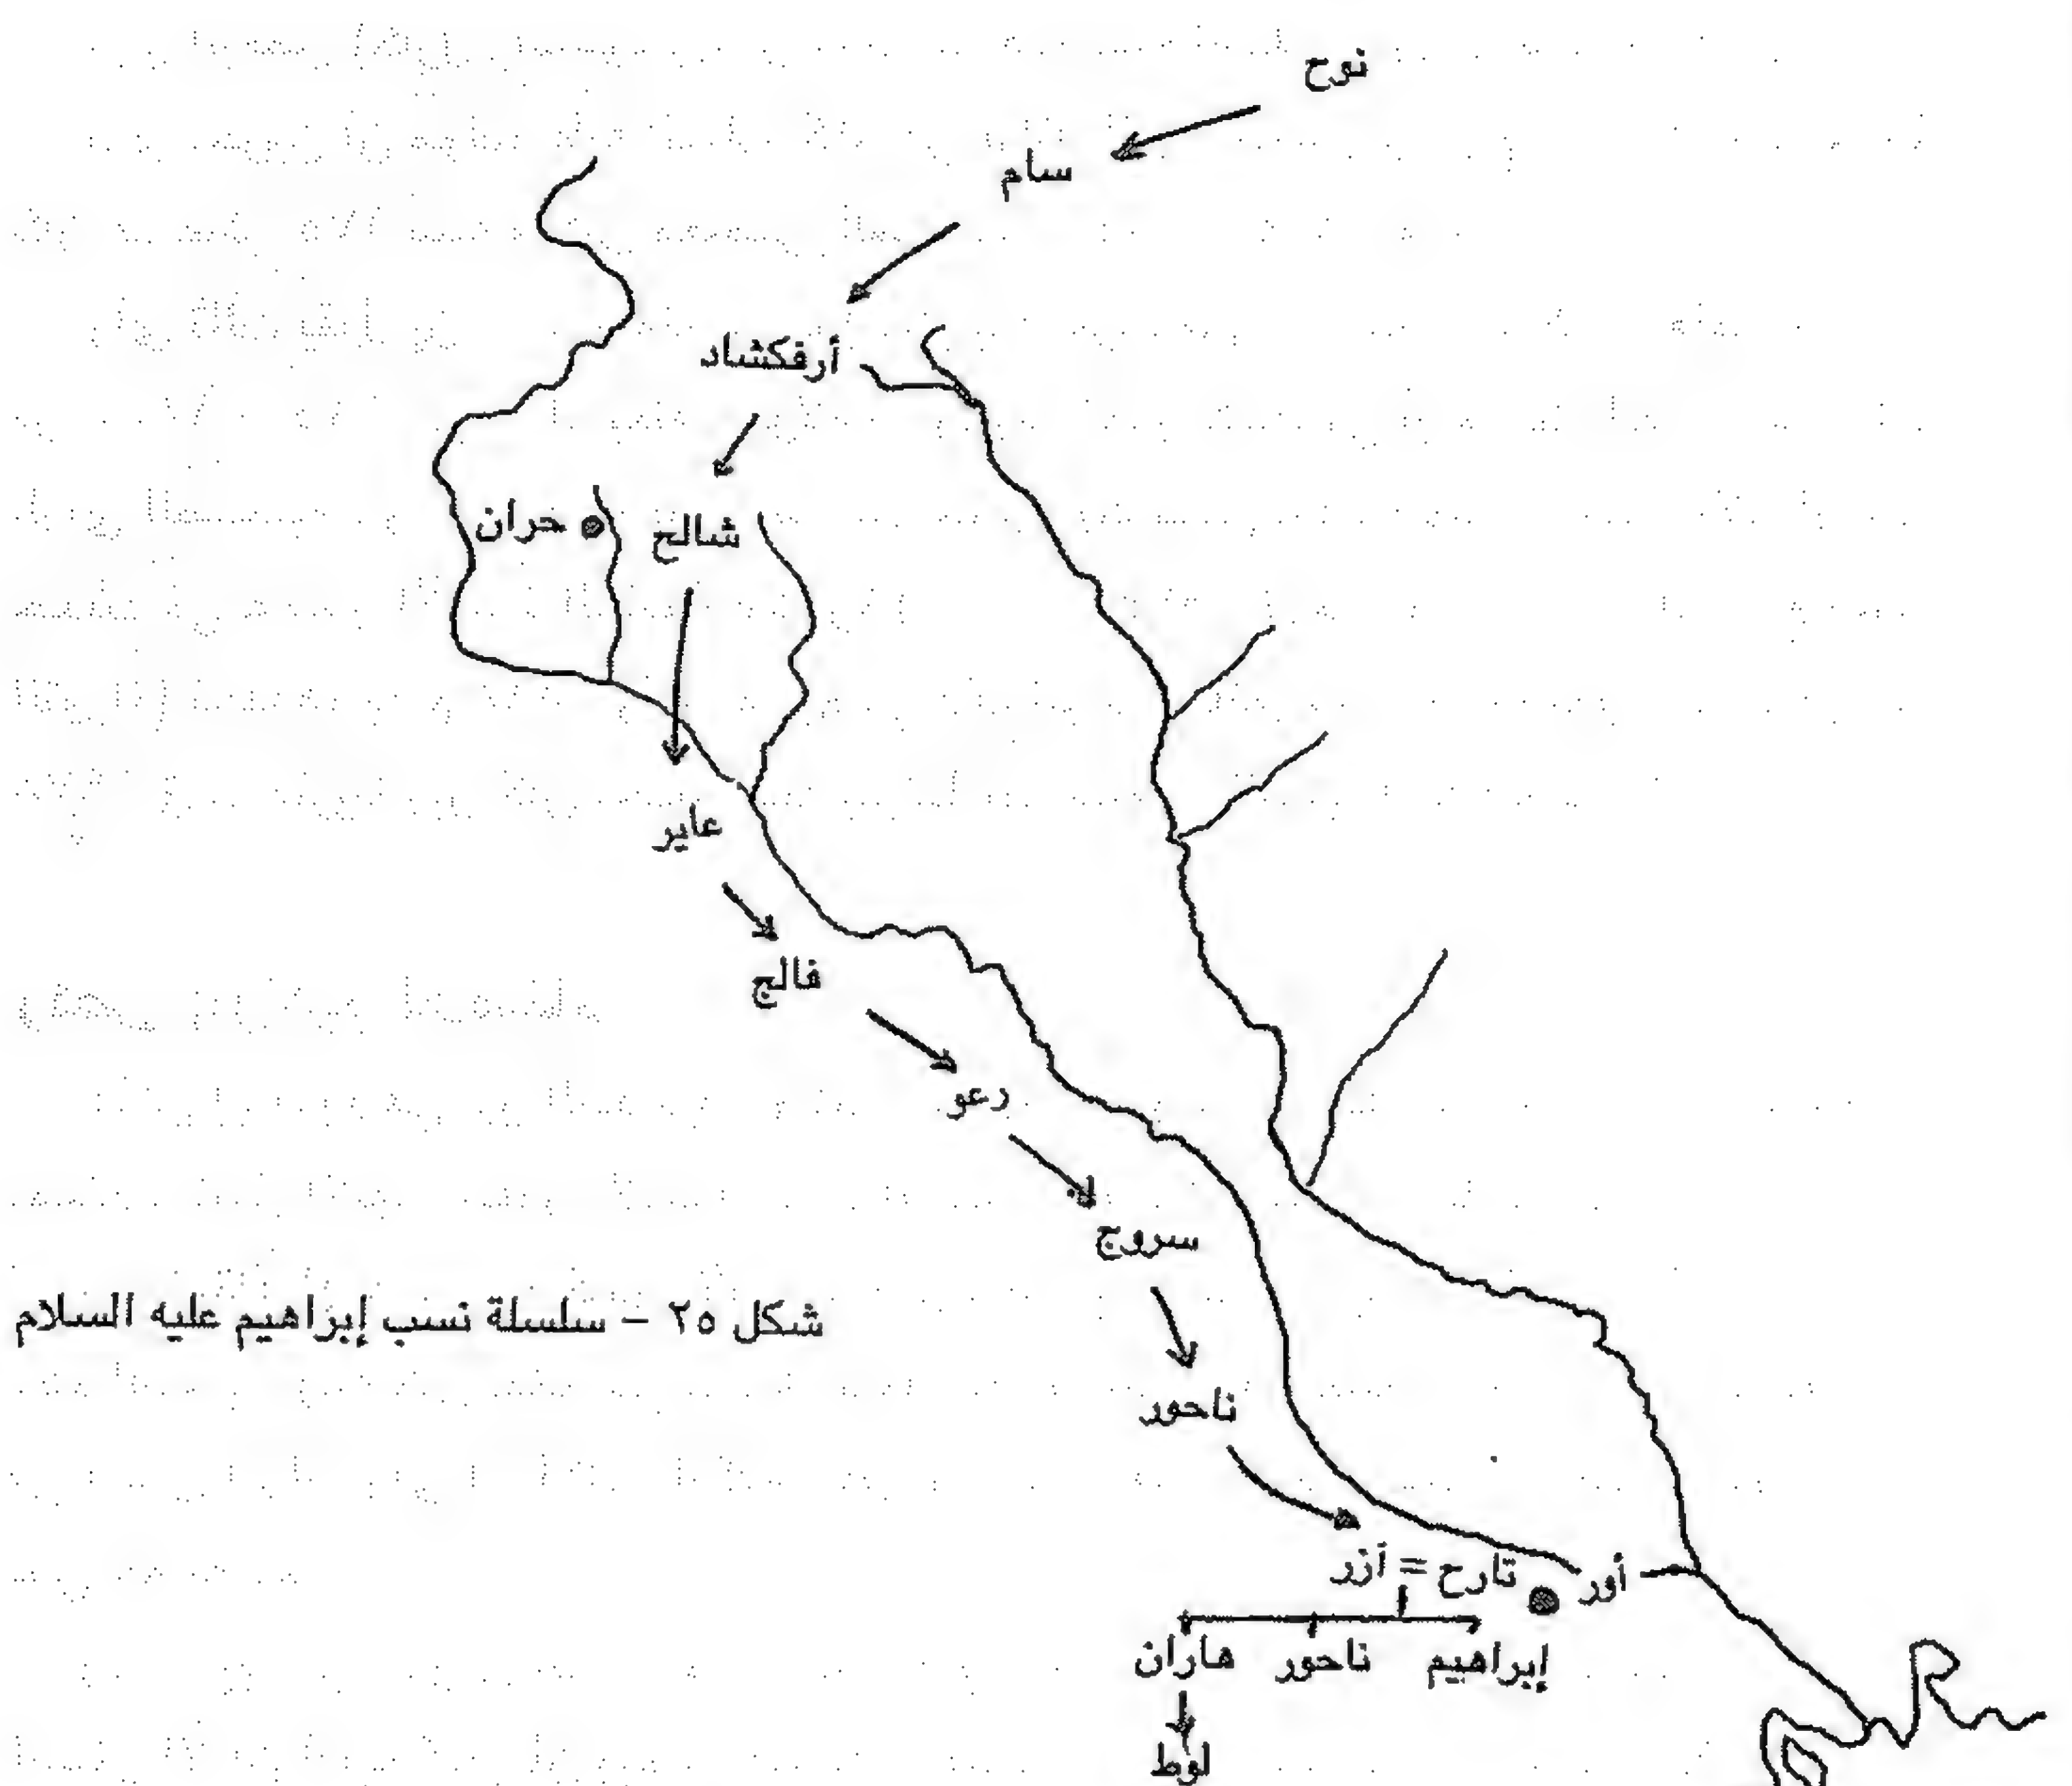 نوح
سام
أرفكشاد
حران
شالح
عابر
فالج
رعو
سروج
شكل ٢٥ – سلسلة نسب إبراهيم عليه السلام
ناحور
تارح = آزر
أور
إبراهيم ناحور هاران
لوط